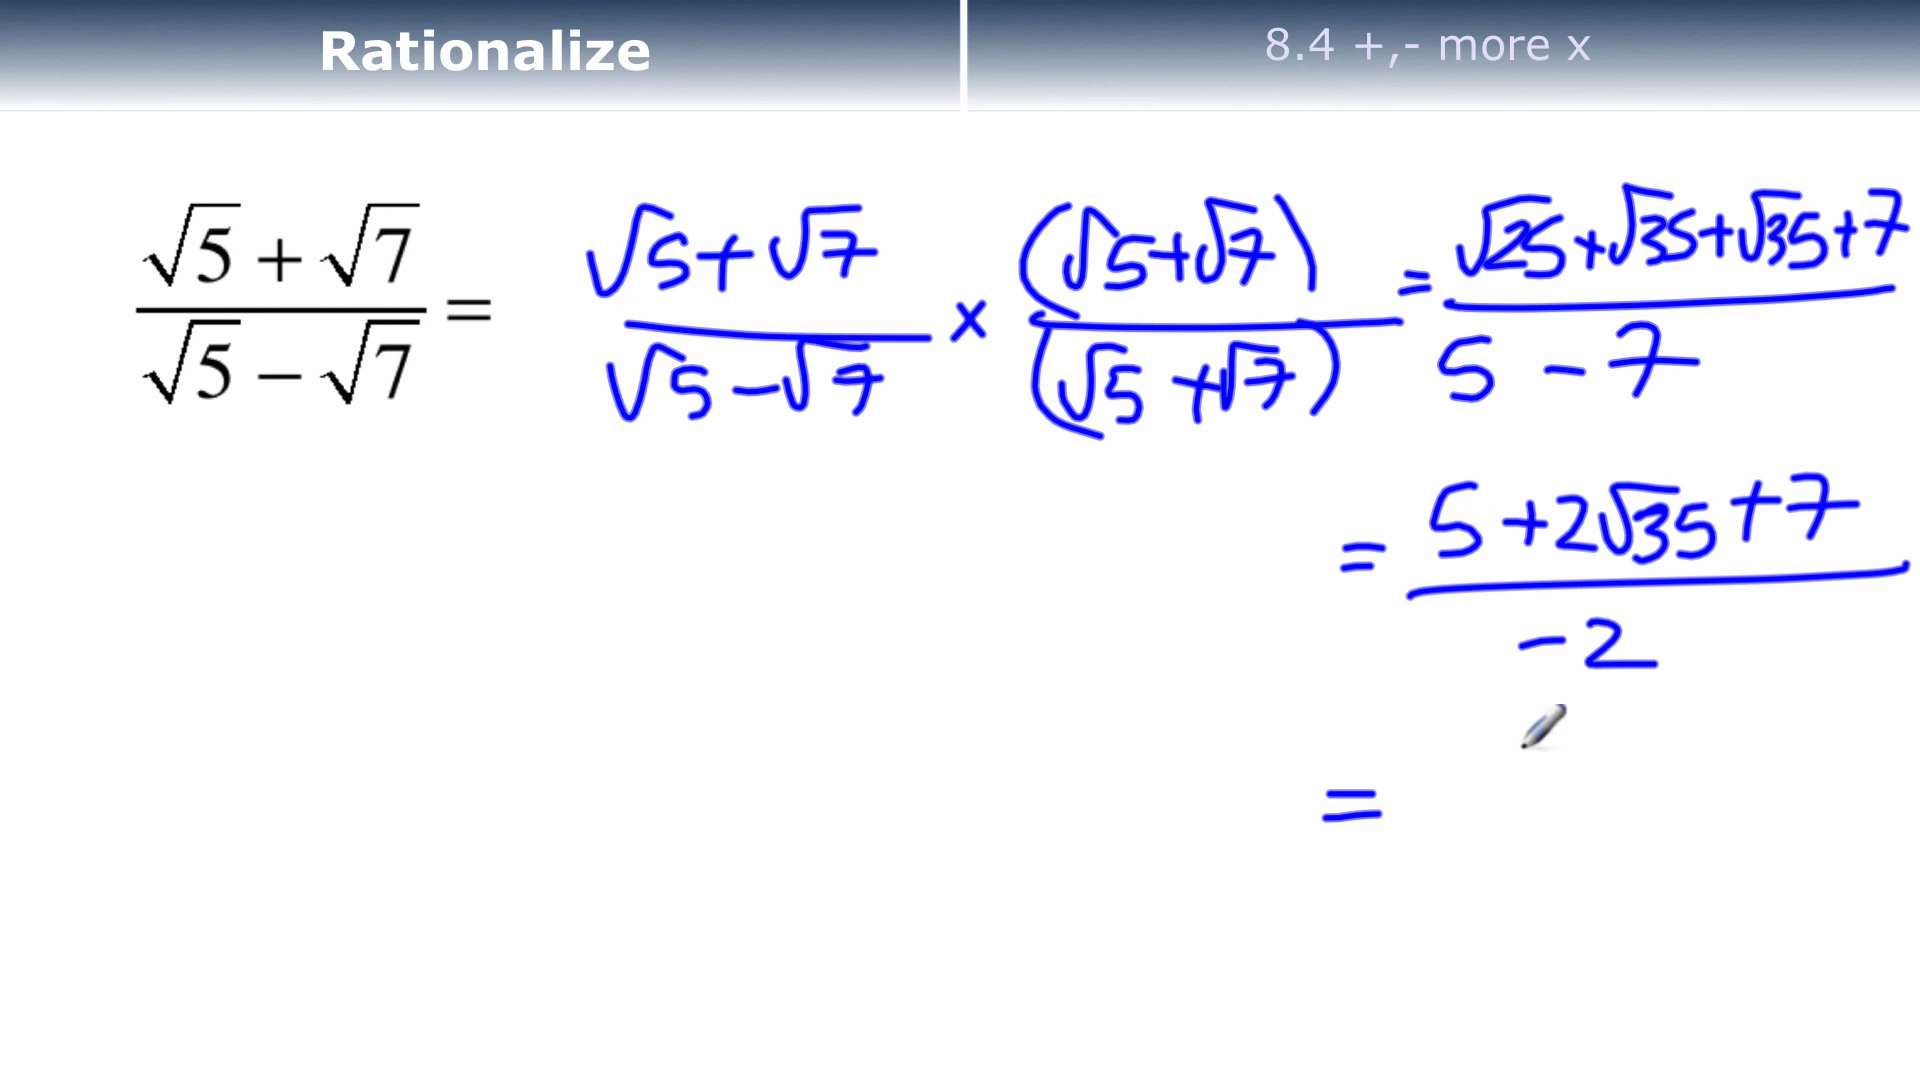 Rationalize
8.4 +,- more x
(√5 + √7)/(√5 − √7) = (√5 + √7)/(√5 − √7) × (√5 + √7)/(√5 + √7) = (√25 + √35 + √35 + 7)/(5 − 7)
= (5 + 2√35 + 7)/(−2)
=